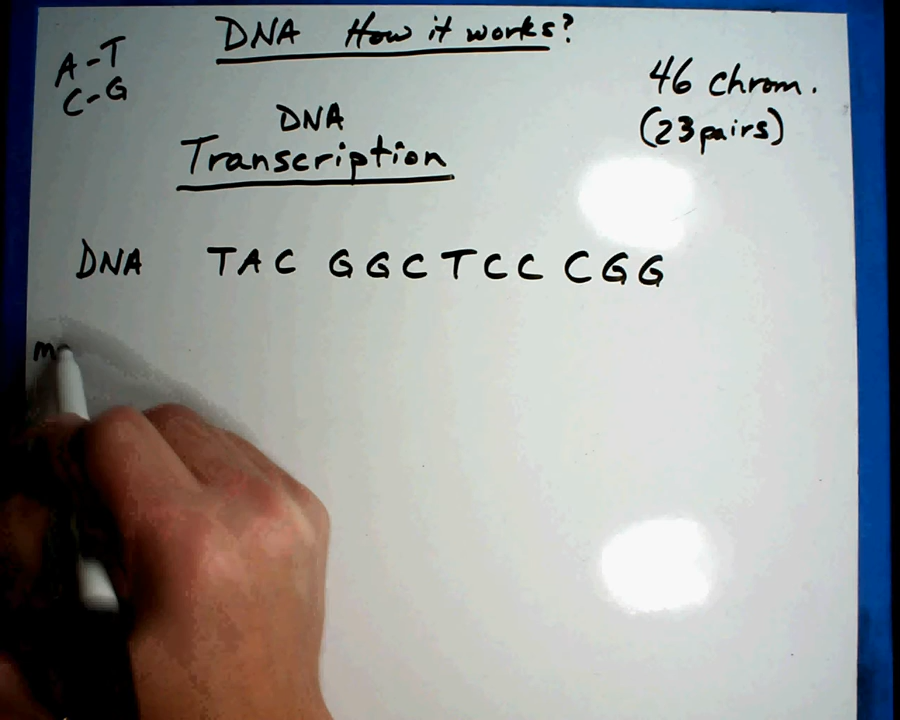 DNA How it works?
A-T
C-G
46 chrom.
(23 pairs)
DNA
Transcription
DNA TAC GGC TCC CGG
m